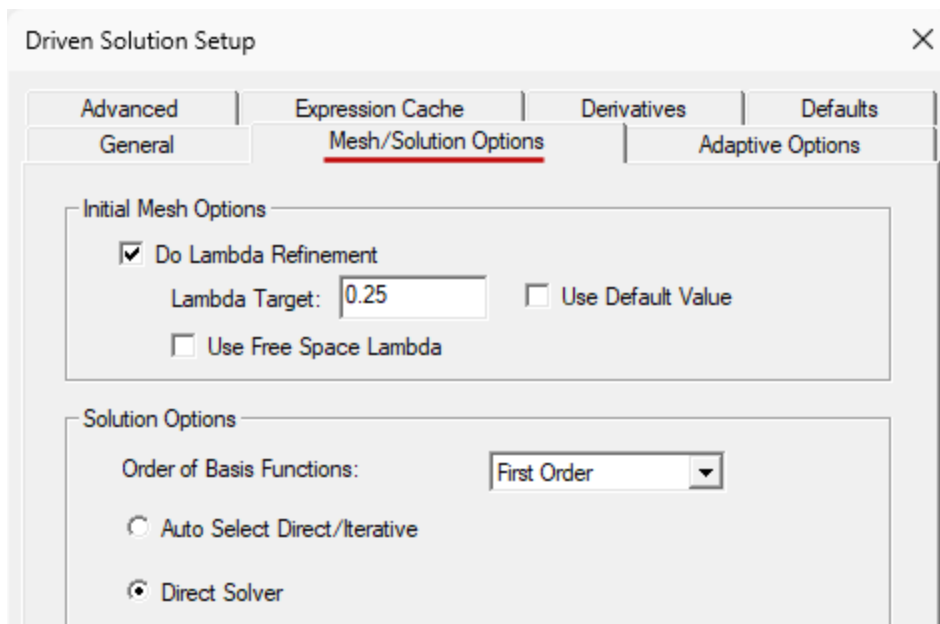 Driven Solution Setup
Advanced Expression Cache Derivatives Defaults
General Mesh/Solution Options Adaptive Options
Initial Mesh Options
Do Lambda Refinement
Lambda Target: 0.25 Use Default Value
Use Free Space Lambda
Solution Options
Order of Basis Functions: First Order
Auto Select Direct/Iterative
Direct Solver